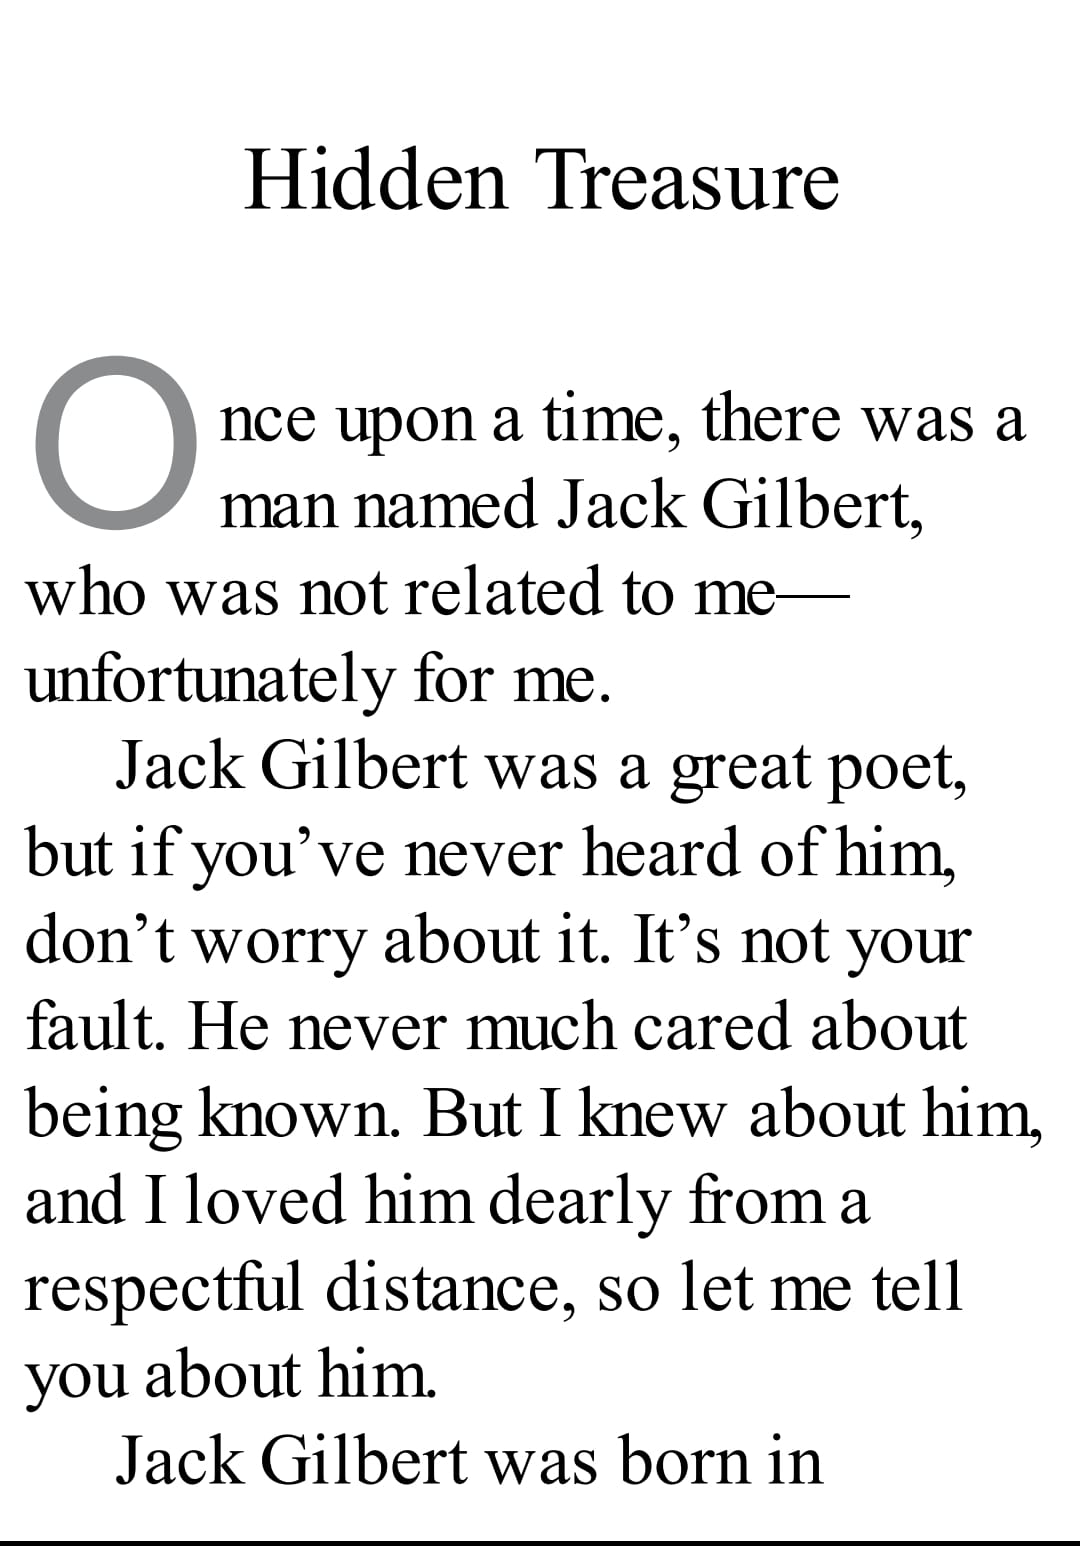 Hidden Treasure
Once upon a time, there was a
man named Jack Gilbert,
who was not related to me—
unfortunately for me.
Jack Gilbert was a great poet,
but if you’ve never heard of him,
don’t worry about it. It’s not your
fault. He never much cared about
being known. But I knew about him,
and I loved him dearly from a
respectful distance, so let me tell
you about him.
Jack Gilbert was born in